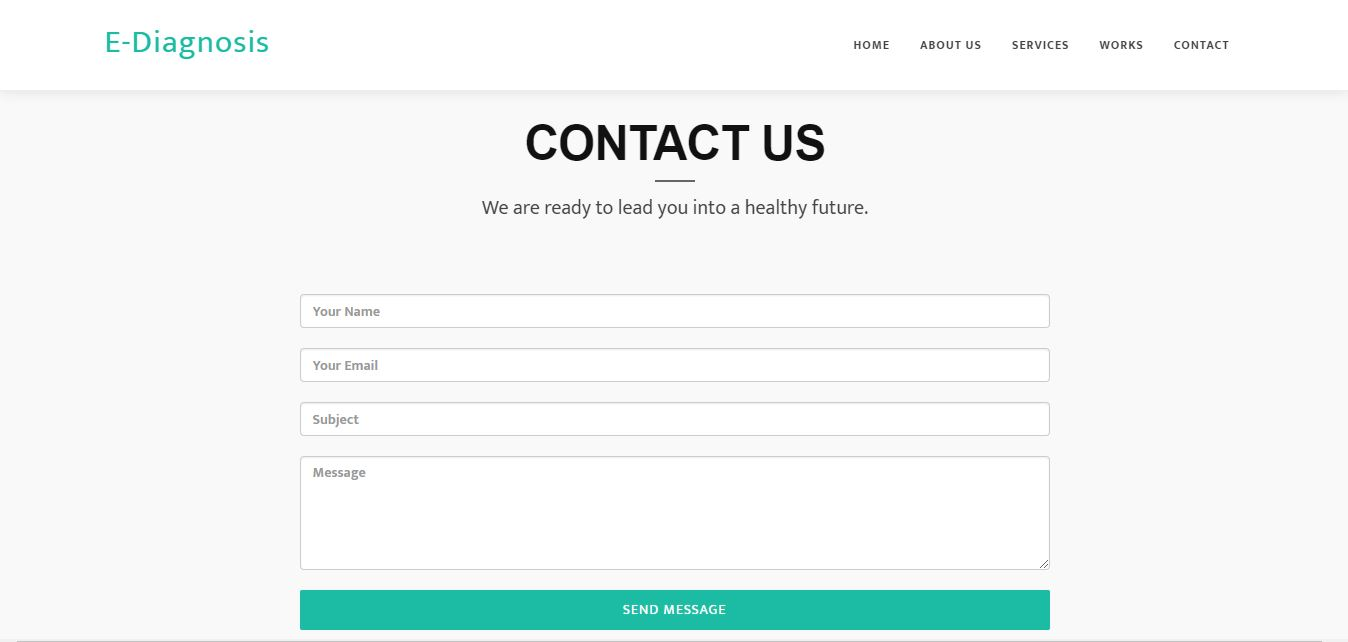 E-Diagnosis
HOME ABOUT US SERVICES WORKS CONTACT
CONTACT US
We are ready to lead you into a healthy future.
Your Name
Your Email
Subject
Message
SEND MESSAGE